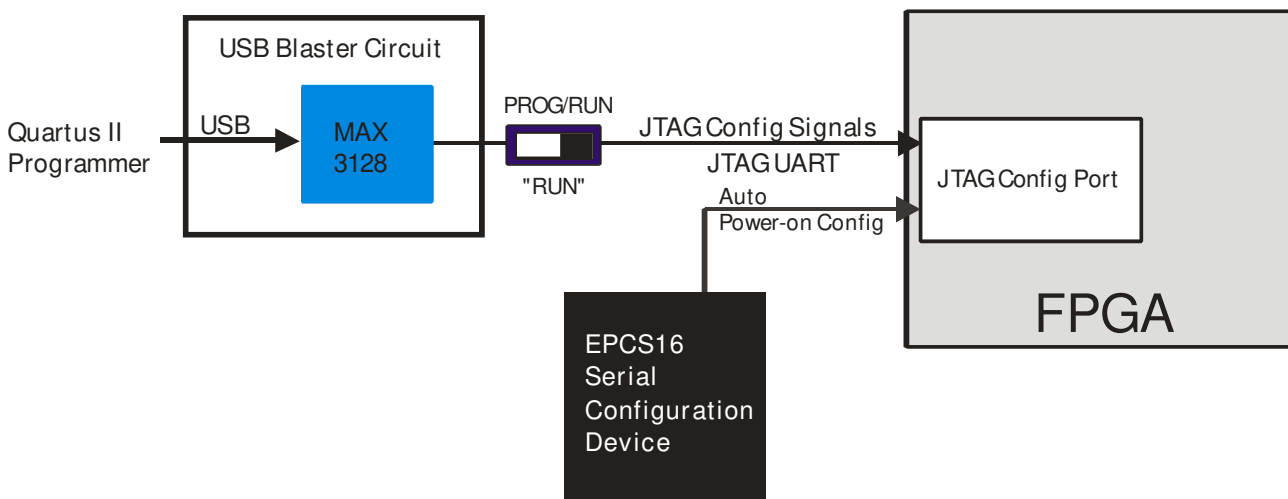 USB Blaster Circuit
Quartus II
Programmer
USB
MAX
3128
PROG/RUN
"RUN"
JTAG Config Signals
JTAG UART
Auto
Power-on Config
JTAG Config Port
FPGA
EPCS16
Serial
Configuration
Device